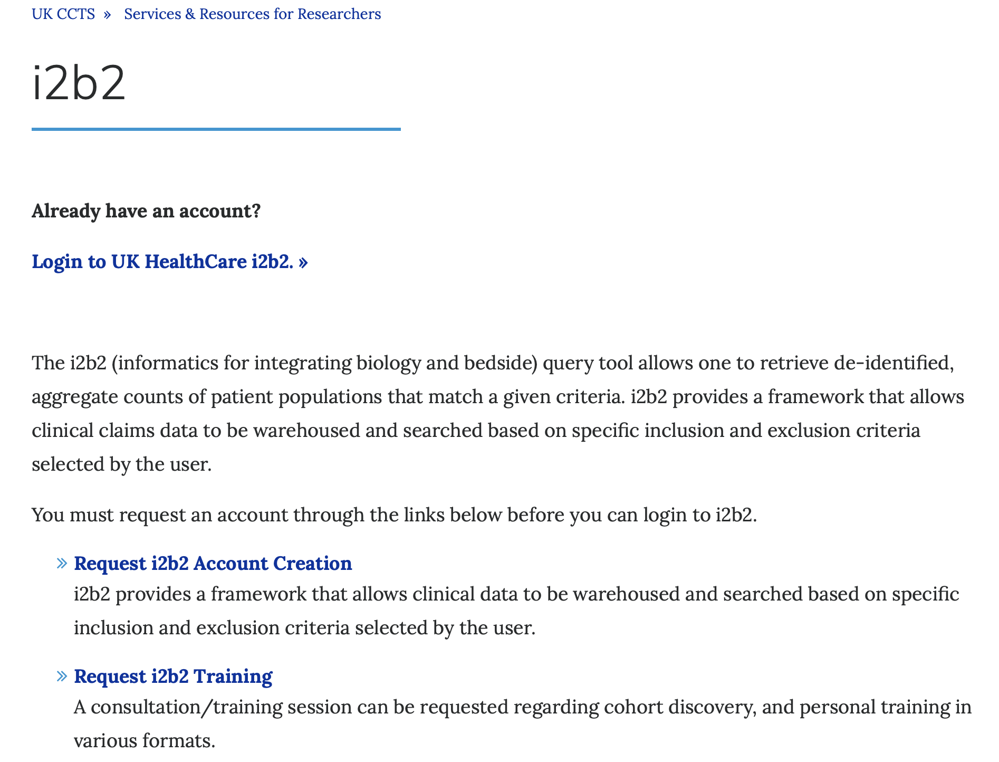 UK CCTS » Services & Resources for Researchers
i2b2
Already have an account?
Login to UK HealthCare i2b2. »
The i2b2 (informatics for integrating biology and bedside) query tool allows one to retrieve de-identified,
aggregate counts of patient populations that match a given criteria. i2b2 provides a framework that allows
clinical claims data to be warehoused and searched based on specific inclusion and exclusion criteria
selected by the user.
You must request an account through the links below before you can login to i2b2.
» Request i2b2 Account Creation
i2b2 provides a framework that allows clinical data to be warehoused and searched based on specific
inclusion and exclusion criteria selected by the user.
» Request i2b2 Training
A consultation/training session can be requested regarding cohort discovery, and personal training in
various formats.